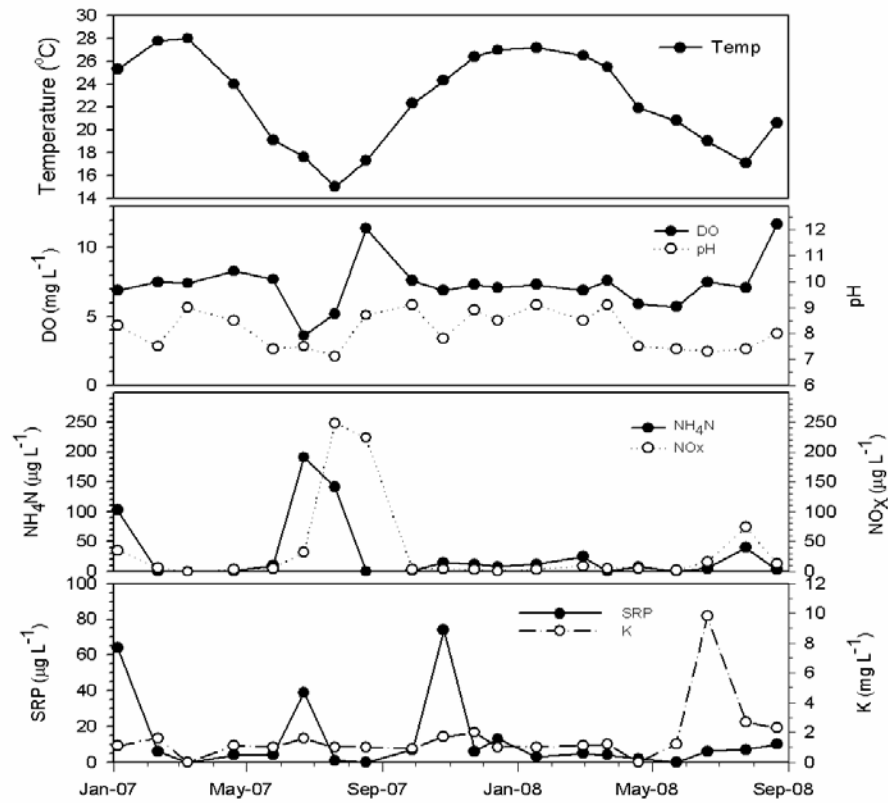 28
26
24
22
20
18
16
14
Temperature (°C)
Temp
10
5
0
DO (mg L⁻¹)
DO
pH
12
11
10
9
8
7
6
pH
250
200
150
100
50
0
NH₄N (µg L⁻¹)
NH₄N
NOx
250
200
150
100
50
0
NOX (µg L⁻¹)
100
80
60
40
20
0
SRP (µg L⁻¹)
SRP
K
12
10
8
6
4
2
0
K (mg L⁻¹)
Jan-07 May-07 Sep-07 Jan-08 May-08 Sep-08